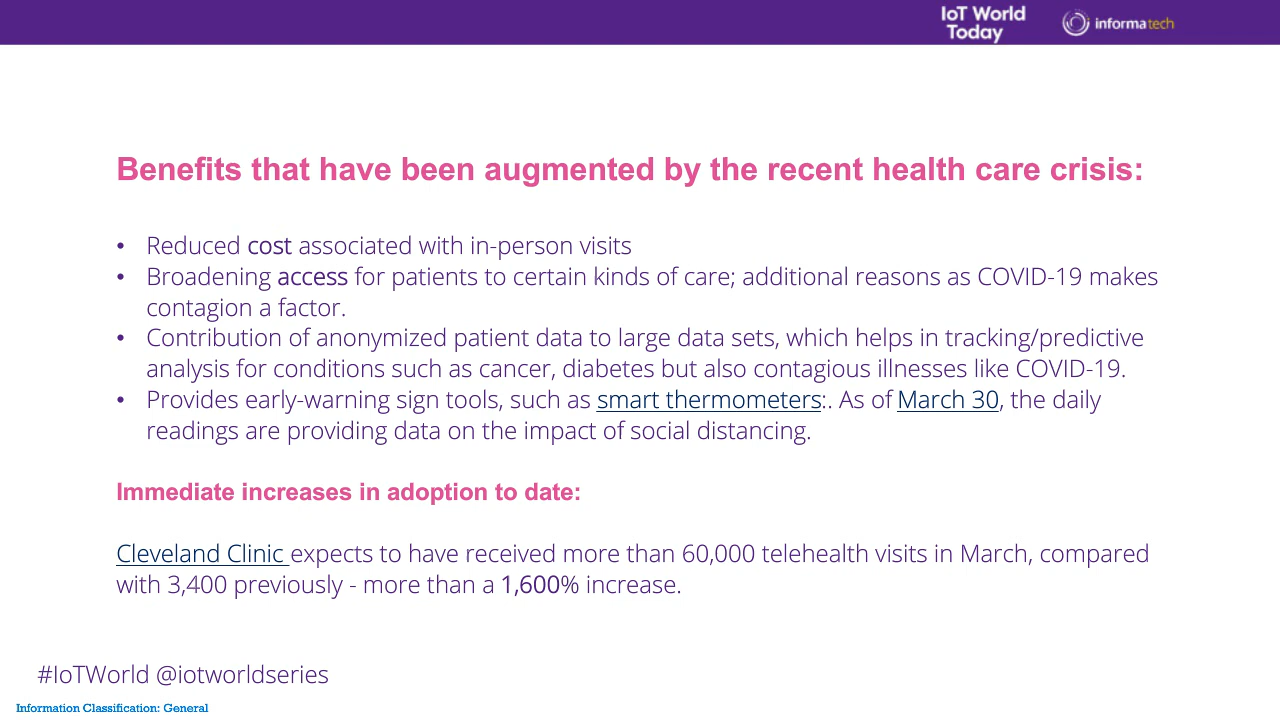 IoT World
Today
informa tech
Benefits that have been augmented by the recent health care crisis:
• Reduced cost associated with in-person visits
• Broadening access for patients to certain kinds of care; additional reasons as COVID-19 makes
contagion a factor.
• Contribution of anonymized patient data to large data sets, which helps in tracking/predictive
analysis for conditions such as cancer, diabetes but also contagious illnesses like COVID-19.
• Provides early-warning sign tools, such as smart thermometers:. As of March 30, the daily
readings are providing data on the impact of social distancing.
Immediate increases in adoption to date:
Cleveland Clinic expects to have received more than 60,000 telehealth visits in March, compared
with 3,400 previously - more than a 1,600% increase.
#IoTWorld @iotworldseries
Information Classification: General